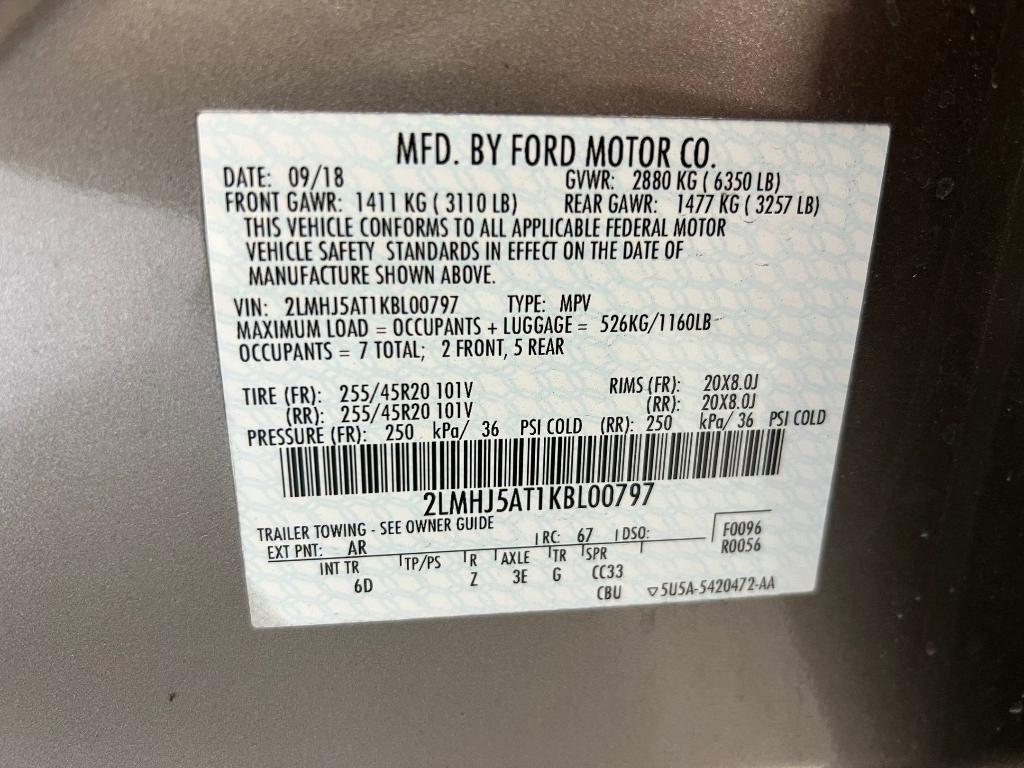 MFD. BY FORD MOTOR CO.
DATE: 09/18 GVWR: 2880 KG ( 6350 LB)
FRONT GAWR: 1411 KG ( 3110 LB) REAR GAWR: 1477 KG ( 3257 LB)
THIS VEHICLE CONFORMS TO ALL APPLICABLE FEDERAL MOTOR
VEHICLE SAFETY STANDARDS IN EFFECT ON THE DATE OF
MANUFACTURE SHOWN ABOVE.
VIN: 2LMHJ5AT1KBL00797 TYPE: MPV
MAXIMUM LOAD = OCCUPANTS + LUGGAGE = 526KG/1160LB
OCCUPANTS = 7 TOTAL; 2 FRONT, 5 REAR
TIRE (FR): 255/45R20 101V RIMS (FR): 20X8.0J
(RR): 255/45R20 101V (RR): 20X8.0J
PRESSURE (FR): 250 kPa/ 36 PSI COLD (RR): 250 kPa/ 36 PSI COLD
2LMHJ5AT1KBL00797
TRAILER TOWING - SEE OWNER GUIDE
EXT PNT: AR RC: 67 DSO: F0096
R0056
INT TR TP/PS R AXLE TR SPR
6D Z 3E G CC33
CBU ▽5U5A-5420472-AA